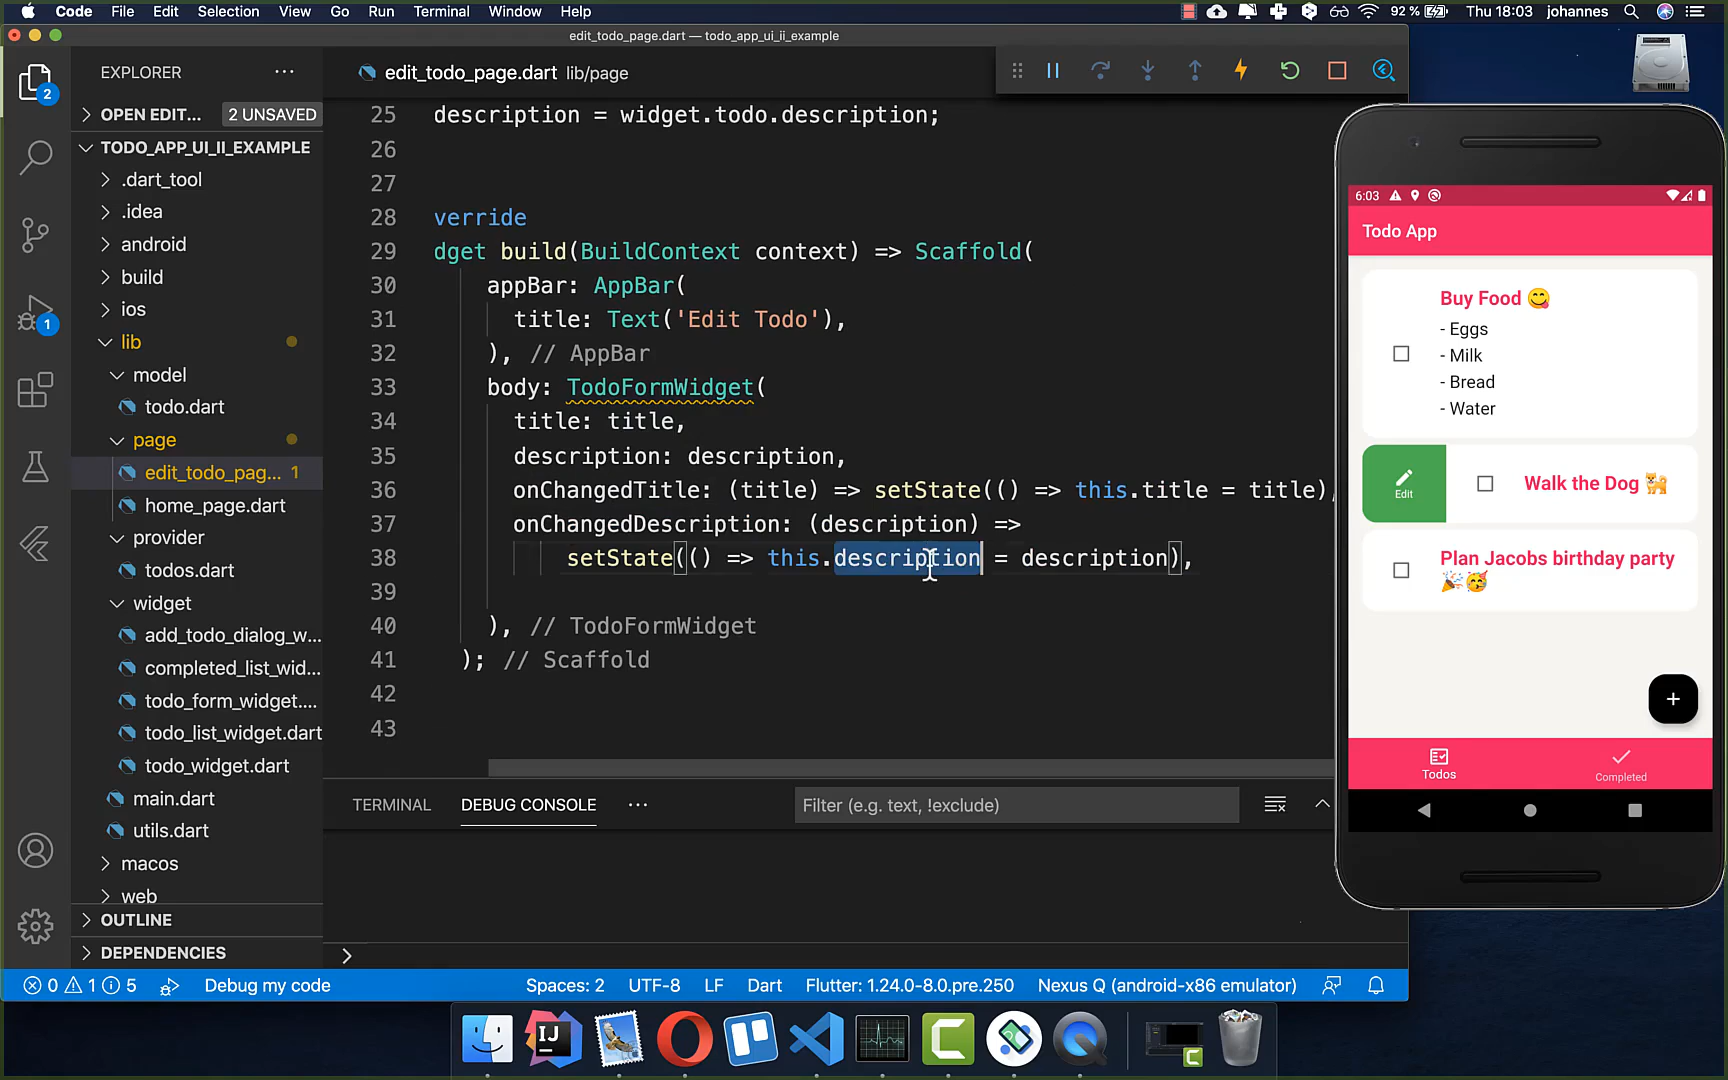 Code File Edit Selection View Go Run Terminal Window Help 92 % Thu 18:03 johannes
edit_todo_page.dart — todo_app_ui_ii_example
EXPLORER
OPEN EDIT... 2 UNSAVED
TODO_APP_UI_II_EXAMPLE
.dart_tool
.idea
android
build
ios
lib
model
todo.dart
page
edit_todo_pag... 1
home_page.dart
provider
todos.dart
widget
add_todo_dialog_w...
completed_list_wid...
todo_form_widget....
todo_list_widget.dart
todo_widget.dart
main.dart
utils.dart
macos
web
OUTLINE
DEPENDENCIES
2
1
edit_todo_page.dart lib/page
25 description = widget.todo.description;
26
27
28 verride
29 dget build(BuildContext context) => Scaffold(
30 appBar: AppBar(
31 title: Text('Edit Todo'),
32 ), // AppBar
33 body: TodoFormWidget(
34 title: title,
35 description: description,
36 onChangedTitle: (title) => setState(() => this.title = title),
37 onChangedDescription: (description) =>
38 setState(() => this.description = description),
39
40 ), // TodoFormWidget
41 ); // Scaffold
42
43
TERMINAL DEBUG CONSOLE ... Filter (e.g. text, !exclude)
0 1 5 Debug my code Spaces: 2 UTF-8 LF Dart Flutter: 1.24.0-8.0.pre.250 Nexus Q (android-x86 emulator)
6:03
Todo App
Buy Food 😋
- Eggs
- Milk
- Bread
- Water
Edit
Walk the Dog 🐕
Plan Jacobs birthday party
🎉🥳
+
Todos
Completed
IJ
C
C